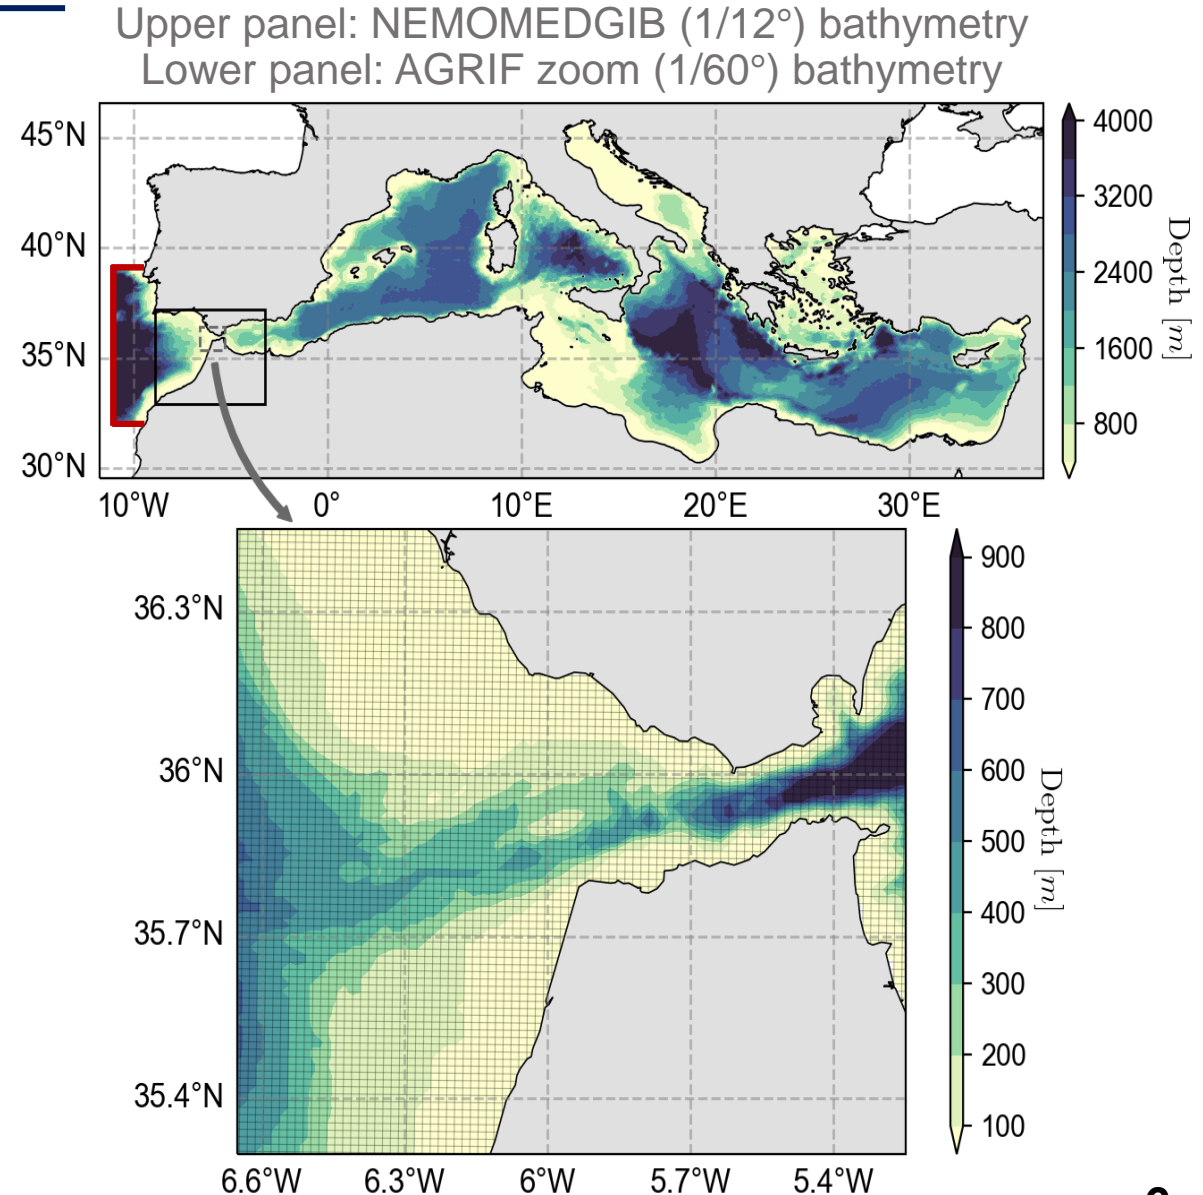 Upper panel: NEMOMEDGIB (1/12°) bathymetry
Lower panel: AGRIF zoom (1/60°) bathymetry
45°N
40°N
35°N
30°N
10°W 0° 10°E 20°E 30°E
4000
3200
2400
1600
800
Depth [m]
36.3°N
36°N
35.7°N
35.4°N
6.6°W 6.3°W 6°W 5.7°W 5.4°W
900
800
700
600
500
400
300
200
100
Depth [m]